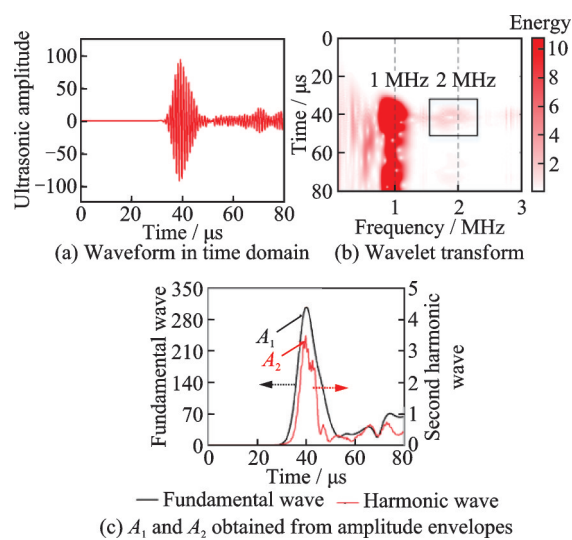 Ultrasonic amplitude
100
50
0
−50
−100
0 20 40 60 80
Time / μs
(a) Waveform in time domain
Energy
Time / μs
0
20
40
60
80
1 MHz 2 MHz
1 2 3
Frequency / MHz
10
8
6
4
2
(b) Wavelet transform
Fundamental wave
350
280
210
140
70
0
A1
A2
5
4
3
2
1
0
Second harmonic
wave
0 20 40 60 80
Time / μs
Fundamental wave Harmonic wave
(c) A1 and A2 obtained from amplitude envelopes